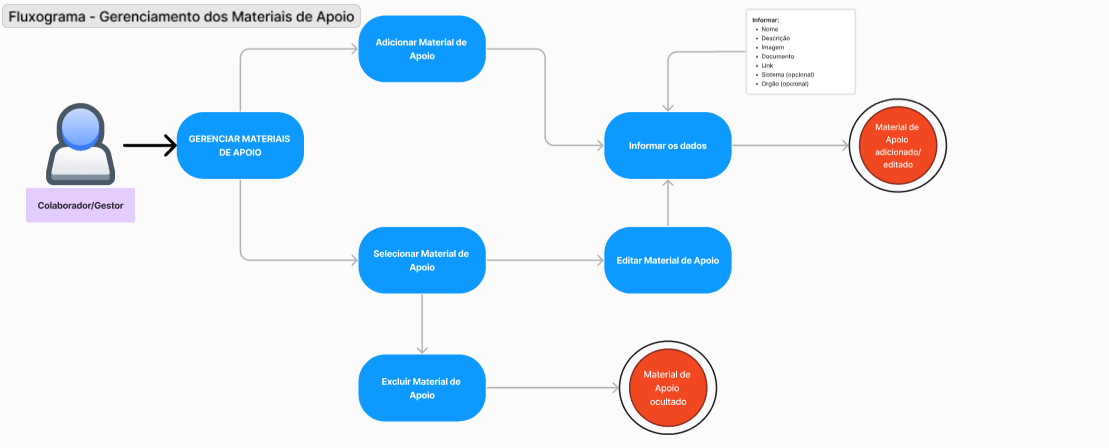 Fluxograma - Gerenciamento dos Materiais de Apoio
Adicionar Material de
Apoio
Informar:
• Nome
• Descrição
• Imagem
• Documento
• Link
• Sistema (opcional)
• Orgão (opcional)
GERENCIAR MATERIAIS
DE APOIO
Informar os dados
Material de
Apoio
adicionado/
editado
Colaborador/Gestor
Selecionar Material de
Apoio
Editar Material de Apoio
Excluir Material de
Apoio
Material de
Apoio
ocultado